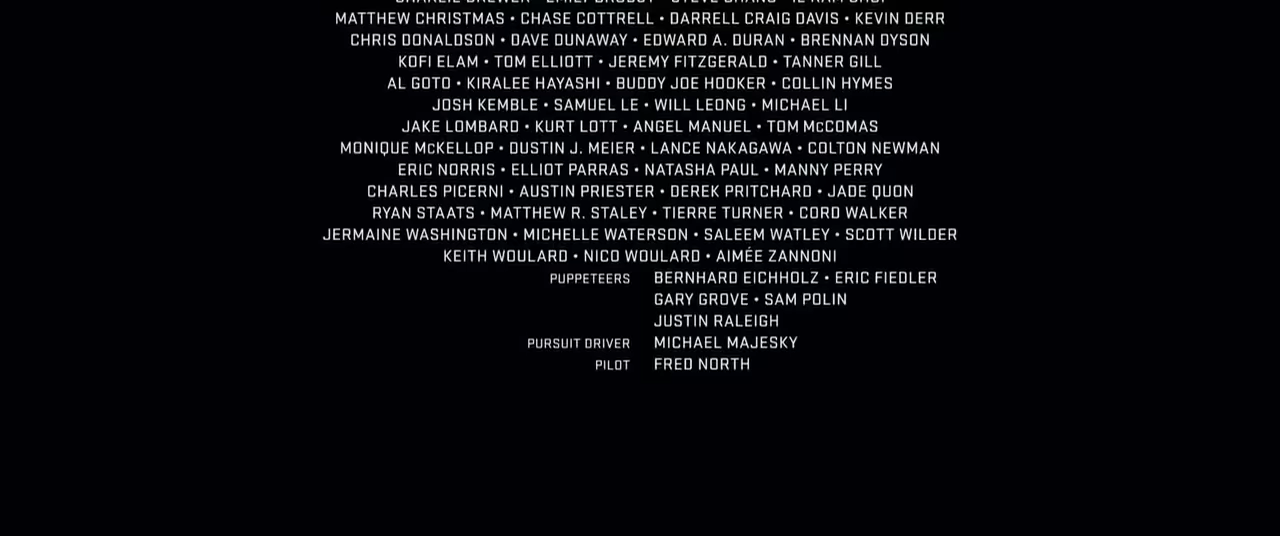 MATTHEW CHRISTMAS • CHASE COTTRELL • DARRELL CRAIG DAVIS • KEVIN DERR
CHRIS DONALDSON • DAVE DUNAWAY • EDWARD A. DURAN • BRENNAN DYSON
KOFI ELAM • TOM ELLIOTT • JEREMY FITZGERALD • TANNER GILL
AL GOTO • KIRALEE HAYASHI • BUDDY JOE HOOKER • COLLIN HYMES
JOSH KEMBLE • SAMUEL LE • WILL LEONG • MICHAEL LI
JAKE LOMBARD • KURT LOTT • ANGEL MANUEL • TOM McCOMAS
MONIQUE McKELLOP • DUSTIN J. MEIER • LANCE NAKAGAWA • COLTON NEWMAN
ERIC NORRIS • ELLIOT PARRAS • NATASHA PAUL • MANNY PERRY
CHARLES PICERNI • AUSTIN PRIESTER • DEREK PRITCHARD • JADE QUON
RYAN STAATS • MATTHEW R. STALEY • TIERRE TURNER • CORD WALKER
JERMAINE WASHINGTON • MICHELLE WATERSON • SALEEM WATLEY • SCOTT WILDER
KEITH WOULARD • NICO WOULARD • AIMÉE ZANNONI
PUPPETEERS BERNHARD EICHHOLZ • ERIC FIEDLER
GARY GROVE • SAM POLIN
JUSTIN RALEIGH
PURSUIT DRIVER MICHAEL MAJESKY
PILOT FRED NORTH